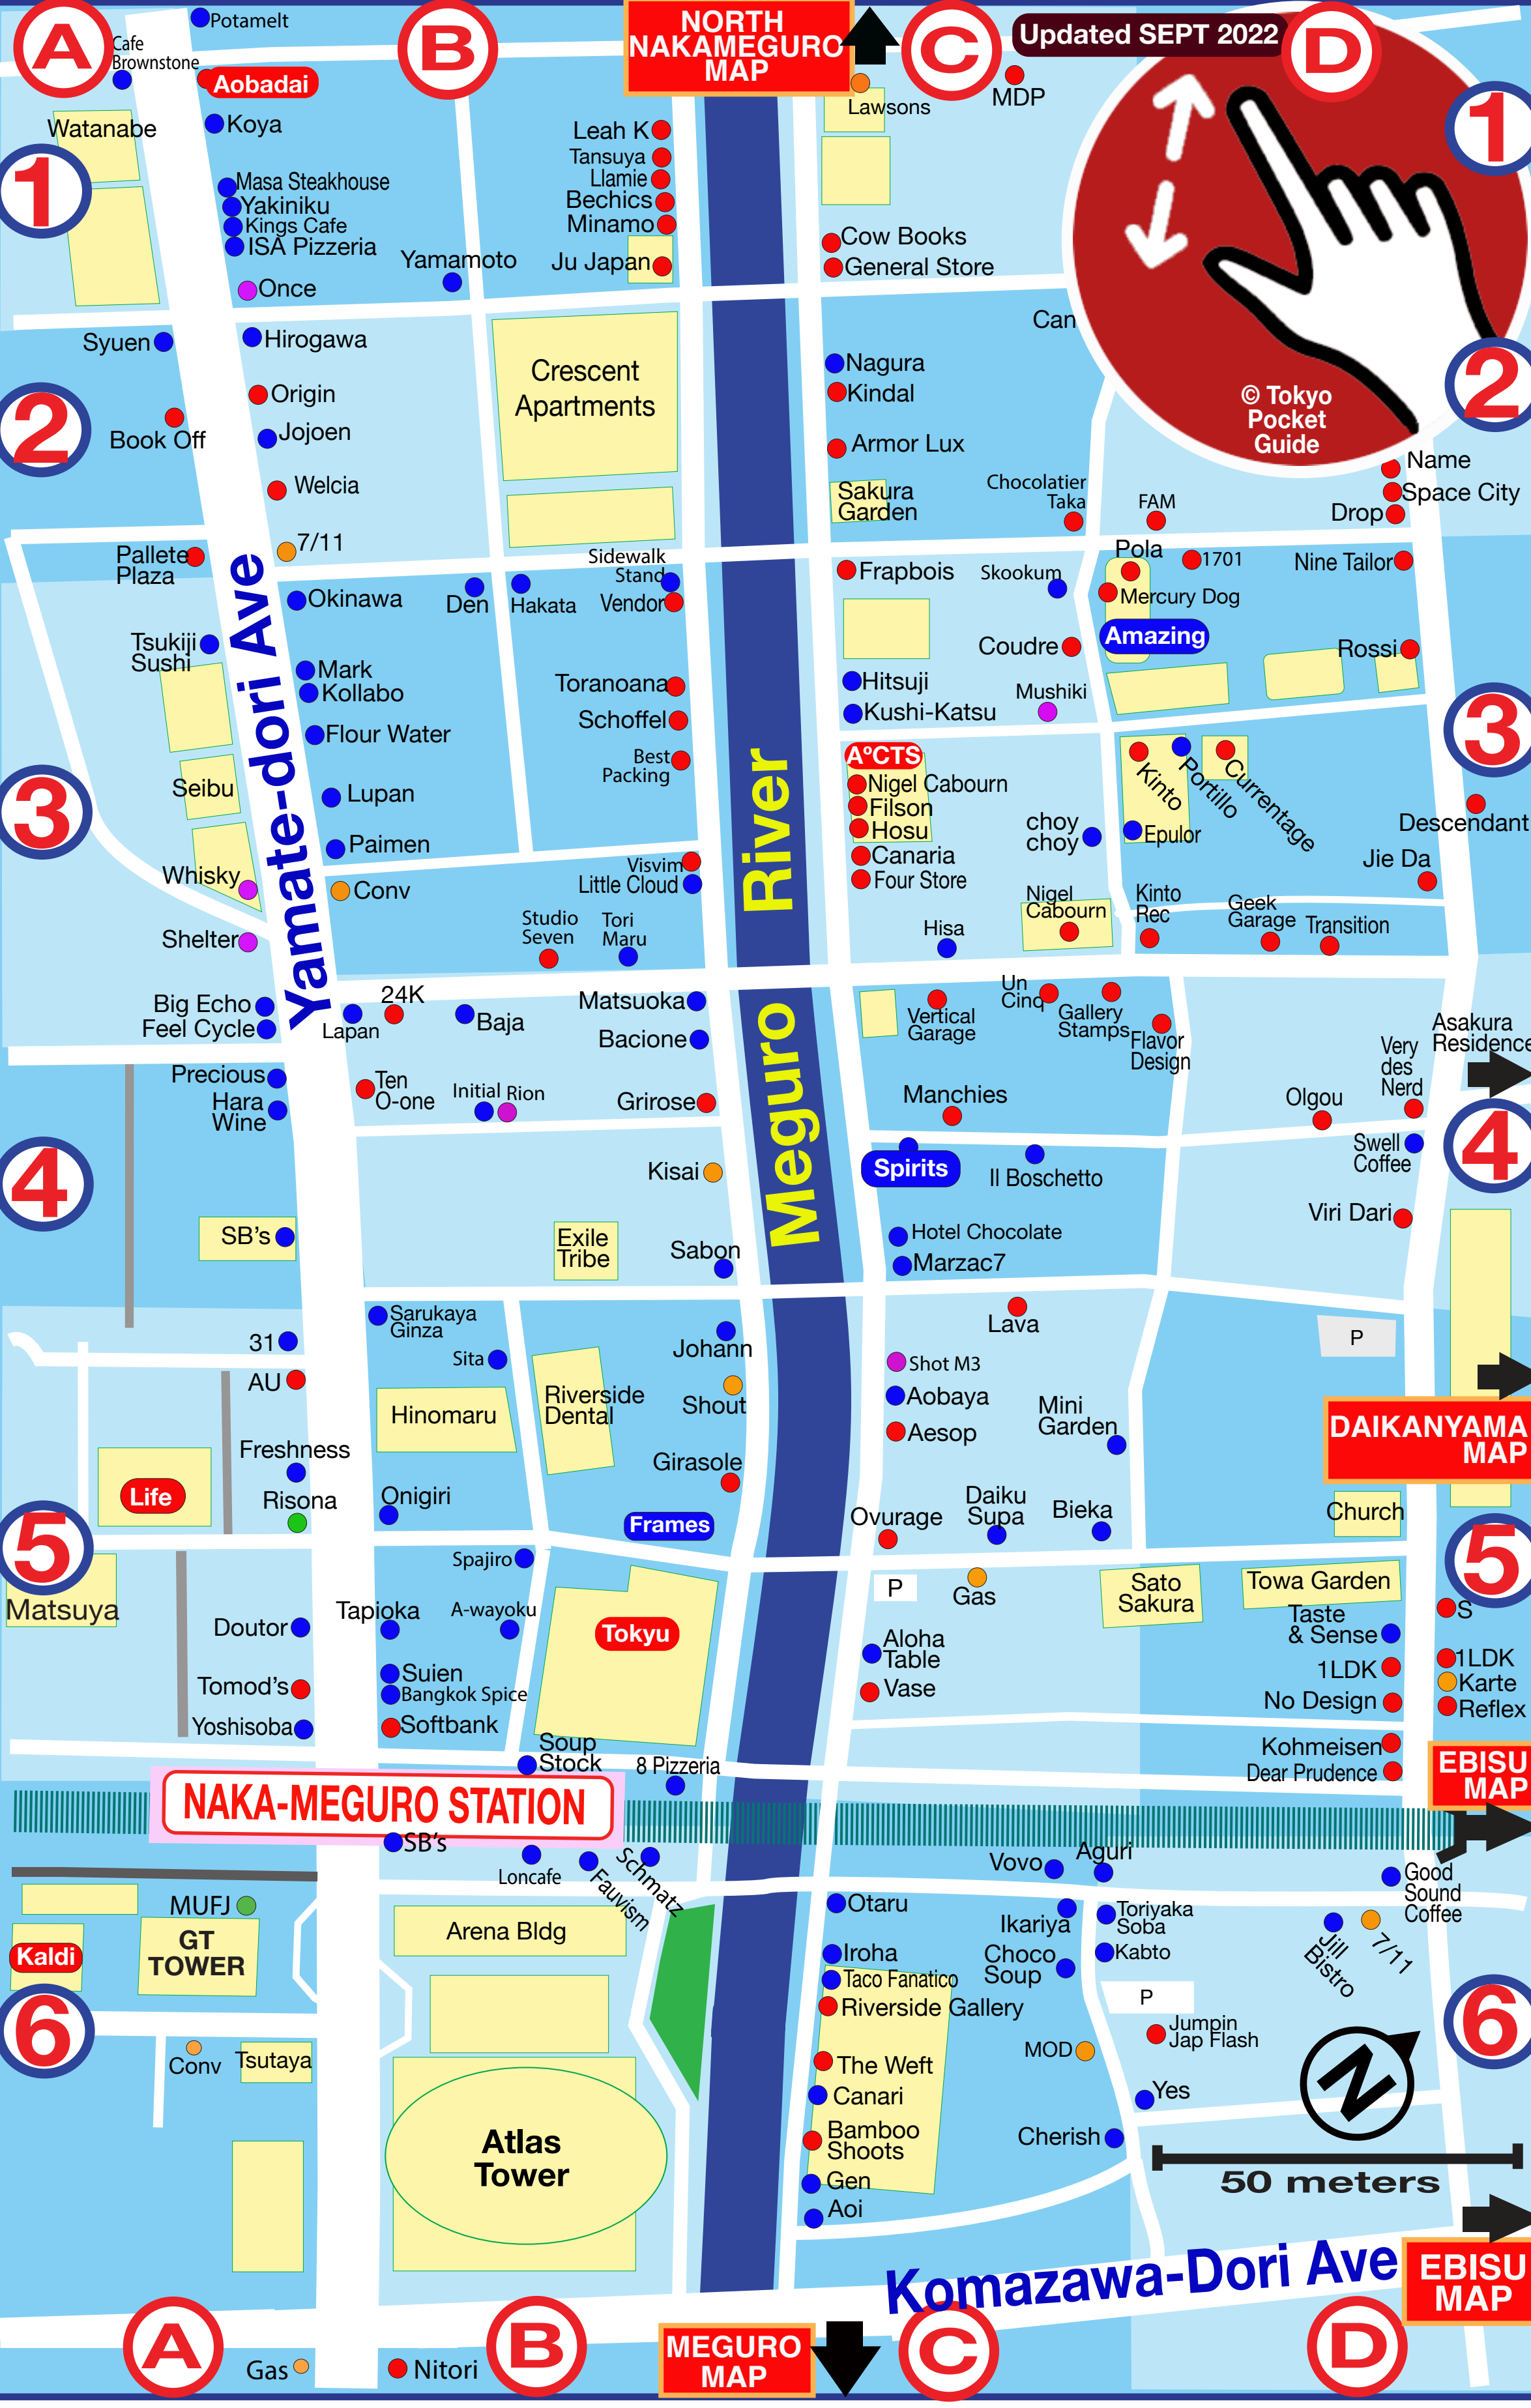 A
B
NORTH
NAKAMEGURO
MAP
C
Updated SEPT 2022
D
Potamelt
Cafe
Brownstone
Aobadai
Koya
Watanabe
Lawsons
MDP
1
1
Leah K
Tansuya
Llamie
Bechics
Minamo
Ju Japan
Masa Steakhouse
Yakiniku
Kings Cafe
ISA Pizzeria
Yamamoto
Once
Cow Books
General Store
Can
Syuen
Hirogawa
Crescent
Apartments
Nagura
Kindal
2
2
Origin
Book Off
Jojoen
Armor Lux
© Tokyo
Pocket
Guide
Welcia
Sakura
Garden
Chocolatier
Taka
FAM
Name
Space City
Drop
7/11
Pallete
Plaza
Sidewalk
Stand
Vendor
Frapbois
Skookum
Pola
1701
Nine Tailor
Mercury Dog
Amazing
Okinawa
Den
Hakata
Tsukiji
Sushi
Coudre
Rossi
Mark
Kollabo
Toranoana
Schoffel
Best
Packing
Hitsuji
Kushi-Katsu
Mushiki
Flour Water
3
3
Yamate-dori Ave
Meguro River
Seibu
Lupan
A°CTS
Nigel Cabourn
Filson
Hosu
Canaria
Four Store
Kinto
Portillo
Currentage
choy
choy
Epulor
Descendant
Jie Da
Paimen
Whisky
Conv
Visvim
Little Cloud
Nigel
Cabourn
Kinto
Rec
Geek
Garage
Transition
Studio
Seven
Tori
Maru
Hisa
Shelter
Big Echo
Feel Cycle
24K
Lapan
Baja
Matsuoka
Bacione
Vertical
Garage
Un
Cinq
Gallery
Stamps
Flavor
Design
Asakura
Residence
Very
des
Nerd
Precious
Hara
Wine
Ten
O-one
Initial
Rion
Grirose
Manchies
Olgou
4
4
Kisai
Spirits
Il Boschetto
Swell
Coffee
Viri Dari
SB's
Exile
Tribe
Sabon
Hotel Chocolate
Marzac7
Sarukaya
Ginza
31
Sita
Johann
Lava
P
AU
Shot M3
Aobaya
Aesop
Mini
Garden
Hinomaru
Riverside
Dental
Shout
DAIKANYAMA
MAP
Freshness
Girasole
Life
Risona
Onigiri
Frames
Ovurage
Daiku
Supa
Bieka
Church
5
5
Spajiro
P
Gas
Sato
Sakura
Towa Garden
Matsuya
Doutor
Tapioka
A-wayoku
Tokyu
Aloha
Table
Vase
Taste
& Sense
1LDK
No Design
S
1LDK
Karte
Reflex
Suien
Bangkok Spice
Softbank
Tomod's
Yoshisoba
Soup
Stock
8 Pizzeria
Kohmeisen
Dear Prudence
EBISU
MAP
NAKA-MEGURO STATION
SB's
Loncafe
Fauvism
Schmatz
Vovo
Aguri
Good
Sound
Coffee
MUFJ
GT
TOWER
Kaldi
Arena Bldg
Otaru
Ikariya
Toriyaka
Soba
Kabto
Choco
Soup
Jill
Bistro
7/11
Iroha
Taco Fanatico
Riverside Gallery
P
6
6
Conv
Tsutaya
The Weft
Canari
Bamboo
Shoots
Gen
Aoi
MOD
Jumpin
Jap Flash
Yes
Cherish
N
50 meters
Atlas
Tower
Komazawa-Dori Ave
EBISU
MAP
A
B
MEGURO
MAP
C
D
Gas
Nitori